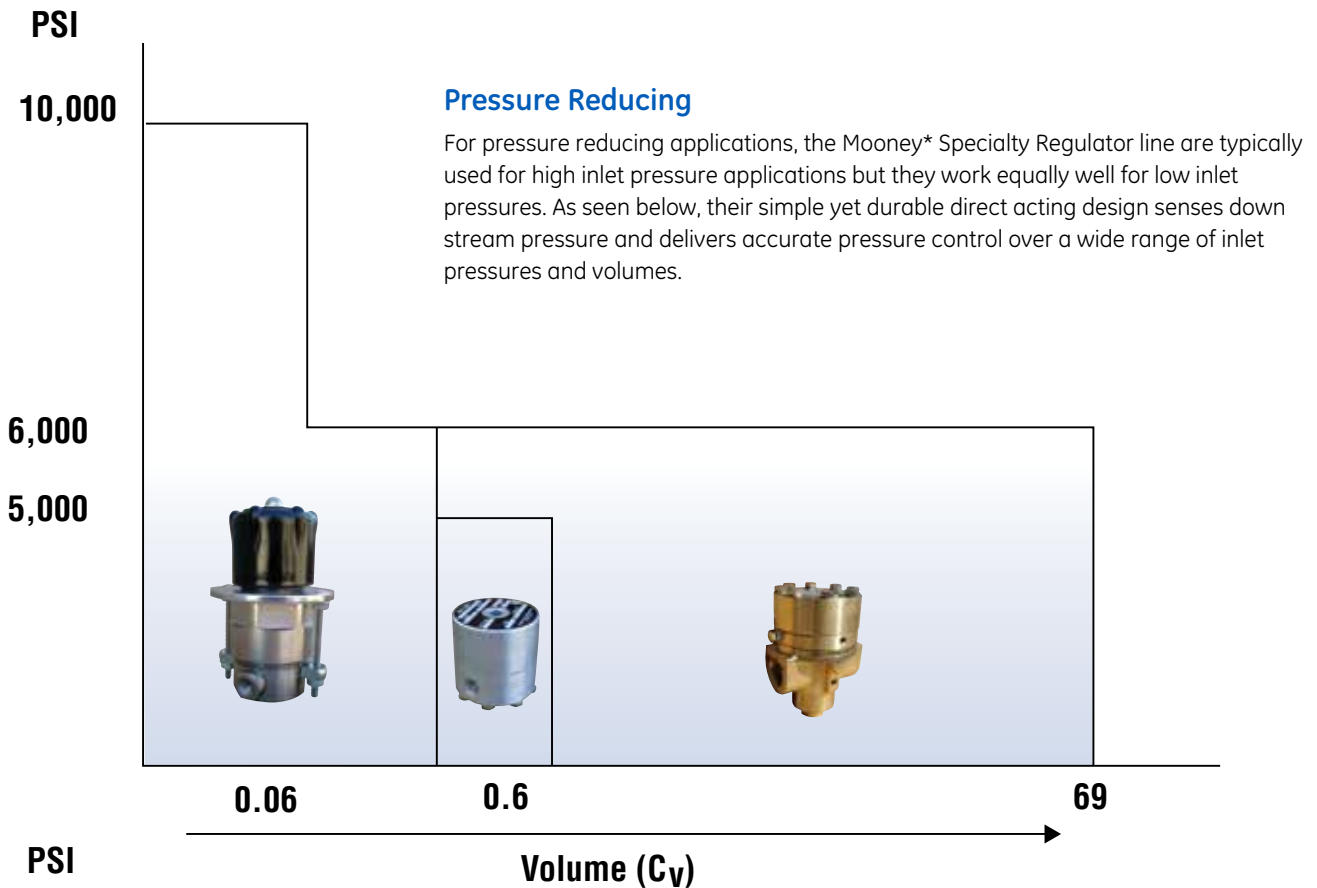 PSI
10,000
Pressure Reducing
For pressure reducing applications, the Mooney* Specialty Regulator line are typically
used for high inlet pressure applications but they work equally well for low inlet
pressures. As seen below, their simple yet durable direct acting design senses down
stream pressure and delivers accurate pressure control over a wide range of inlet
pressures and volumes.
6,000
5,000
0.06 0.6 69
PSI
Volume (Cv)